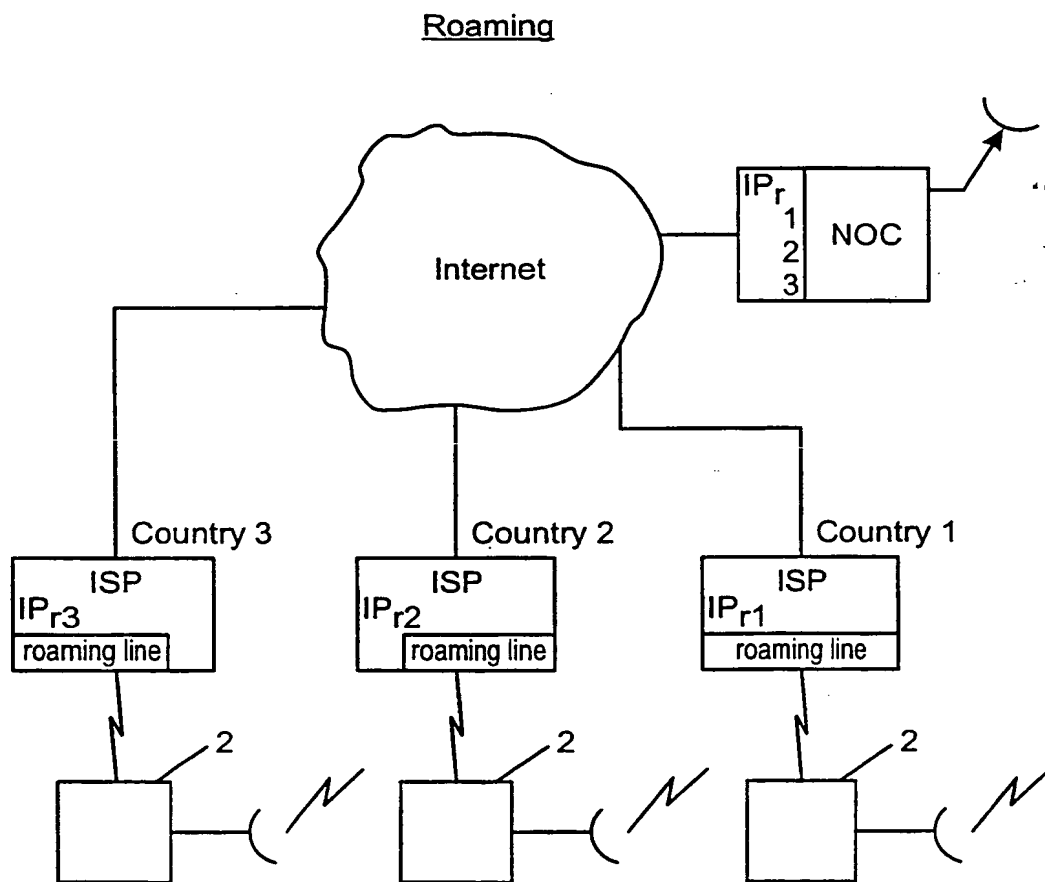 Roaming
IPr
1
2
3
NOC
Internet
Country 3
Country 2
Country 1
ISP
IPr3
roaming line
ISP
IPr2
roaming line
ISP
IPr1
roaming line
2
2
2